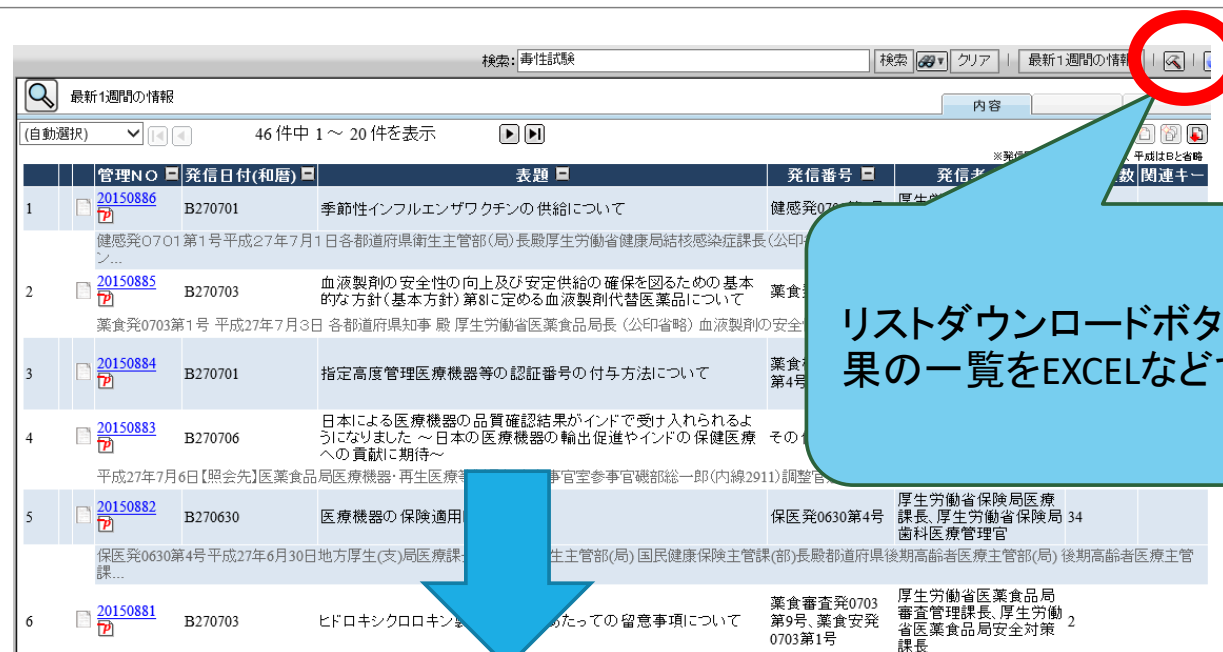 検索: 毒性試験 検索 クリア | 最新1週間の情報
最新1週間の情報 内容
(自動選択) 46件中 1 ～ 20 件を表示
平成はBと省略
管理NO 発信日付(和暦) 表題 発信番号 発信者 数 関連キー
1 20150886 B270701 季節性インフルエンザワクチンの供給について
健感発0701第1号平成27年7月1日各都道府県衛生主管部(局)長殿厚生労働省健康局結核感染症課長(公印
ン...
2 20150885 B270703 血液製剤の安全性の向上及び安定供給の確保を図るための基本
的な方針(基本方針)第8に定める血液製剤代替医薬品について 薬食
薬食発0703第1号 平成27年7月3日 各都道府県知事 殿 厚生労働省医薬食品局長 (公印省略) 血液製剤の安全
3 20150884 B270701 指定高度管理医療機器等の認証番号の付与方法について 薬食
第4号
リストダウンロードボタ
果の一覧をEXCELなど
4 20150883 B270706 日本による医療機器の品質確認結果がインドで受け入れられるよ
うになりました ～日本の医療機器の輸出促進やインドの保健医療 その
への貢献に期待～
平成27年7月6日【照会先】医薬食品局医療機器・再生医療 事官室参事官磯部総一郎(内線2911)調整官
5 20150882 B270630 医療機器の保険適用 保医発0630第4号 厚生労働省保険局医療
課長、厚生労働省保険局 34
歯科医療管理官
保医発0630第4号平成27年6月30日地方厚生(支)局医療課 生主管部(局)国民健康保険主管課(部)長殿都道府県後期高齢者医療主管部(局)後期高齢者医療主管
課...
6 20150881 B270703 ヒドロキシクロロキン あたっての留意事項について 薬食審査発0703
第9号、薬食安発
0703第1号 厚生労働省医薬食品局
審査管理課長、厚生労働
省医薬食品局安全対策 2
課長